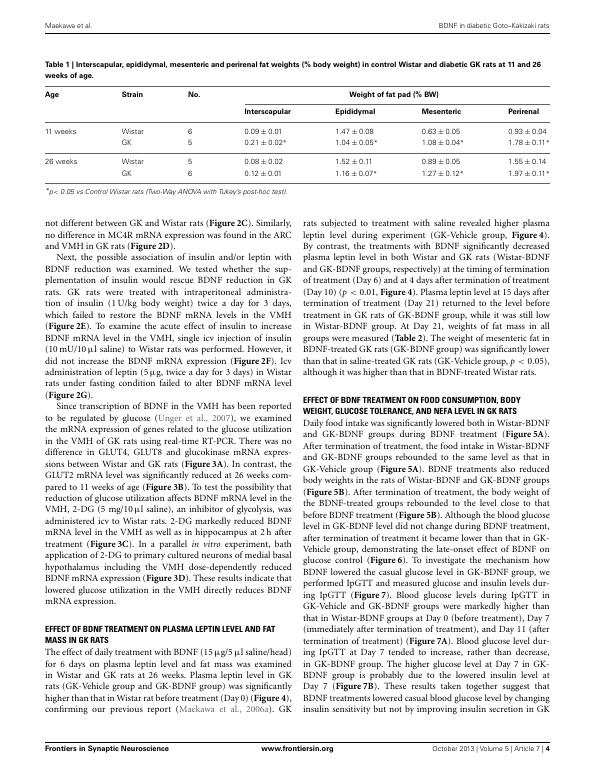 Maekawa et al.
BDNF in diabetic Goto–Kakizaki rats
Table 1 | Interscapular, epididymal, mesenteric and perirenal fat weights (% body weight) in control Wistar and diabetic GK rats at 11 and 26
weeks of age.
Age Strain No. Weight of fat pad (% BW)
Interscapular Epididymal Mesenteric Perirenal
11 weeks Wistar 6 0.09 ± 0.01 1.47 ± 0.08 0.63 ± 0.05 0.93 ± 0.04
GK 5 0.21 ± 0.02* 1.04 ± 0.05* 1.08 ± 0.04* 1.78 ± 0.11*
26 weeks Wistar 5 0.08 ± 0.02 1.52 ± 0.11 0.89 ± 0.05 1.55 ± 0.14
GK 6 0.12 ± 0.01 1.16 ± 0.07* 1.27 ± 0.12* 1.97 ± 0.11*
*p< 0.05 vs Control Wistar rats (Two-Way ANOVA with Tukey's post-hoc test).
not different between GK and Wistar rats (Figure 2C). Similarly,
no difference in MC4R mRNA expression was found in the ARC
and VMH in GK rats (Figure 2D).
Next, the possible association of insulin and/or leptin with
BDNF reduction was examined. We tested whether the sup-
plementation of insulin would rescue BDNF reduction in GK
rats. GK rats were treated with intraperitoneal administra-
tion of insulin (1 U/kg body weight) twice a day for 3 days,
which failed to restore the BDNF mRNA levels in the VMH
(Figure 2E). To examine the acute effect of insulin to increase
BDNF mRNA level in the VMH, single icv injection of insulin
(10 mU/10 μl saline) to Wistar rats was performed. However, it
did not increase the BDNF mRNA expression (Figure 2F). Icv
administration of leptin (5 μg, twice a day for 3 days) in Wistar
rats under fasting condition failed to alter BDNF mRNA level
(Figure 2G).
Since transcription of BDNF in the VMH has been reported
to be regulated by glucose (Unger et al., 2007), we examined
the mRNA expression of genes related to the glucose utilization
in the VMH of GK rats using real-time RT-PCR. There was no
difference in GLUT4, GLUT8 and glucokinase mRNA expres-
sions between Wistar and GK rats (Figure 3A). In contrast, the
GLUT2 mRNA level was significantly reduced at 26 weeks com-
pared to 11 weeks of age (Figure 3B). To test the possibility that
reduction of glucose utilization affects BDNF mRNA level in the
VMH, 2-DG (5 mg/10 μl saline), an inhibitor of glycolysis, was
administered icv to Wistar rats. 2-DG markedly reduced BDNF
mRNA level in the VMH as well as in hippocampus at 2 h after
treatment (Figure 3C). In a parallel in vitro experiment, bath
application of 2-DG to primary cultured neurons of medial basal
hypothalamus including the VMH dose-dependently reduced
BDNF mRNA expression (Figure 3D). These results indicate that
lowered glucose utilization in the VMH directly reduces BDNF
mRNA expression.
EFFECT OF BDNF TREATMENT ON PLASMA LEPTIN LEVEL AND FAT
MASS IN GK RATS
The effect of daily treatment with BDNF (15 μg/5 μl saline/head)
for 6 days on plasma leptin level and fat mass was examined
in Wistar and GK rats at 26 weeks. Plasma leptin level in GK
rats (GK-Vehicle group and GK-BDNF group) was significantly
higher than that in Wistar rat before treatment (Day 0) (Figure 4),
confirming our previous report (Maekawa et al., 2006a). GK
rats subjected to treatment with saline revealed higher plasma
leptin level during experiment (GK-Vehicle group, Figure 4).
By contrast, the treatments with BDNF significantly decreased
plasma leptin level in both Wistar and GK rats (Wistar-BDNF
and GK-BDNF groups, respectively) at the timing of termination
of treatment (Day 6) and at 4 days after termination of treatment
(Day 10) (p < 0.01, Figure 4). Plasma leptin level at 15 days after
termination of treatment (Day 21) returned to the level before
treatment in GK rats of GK-BDNF group, while it was still low
in Wistar-BDNF group. At Day 21, weights of fat mass in all
groups were measured (Table 2). The weight of mesenteric fat in
BDNF-treated GK rats (GK-BDNF group) was significantly lower
than that in saline-treated GK rats (GK-Vehicle group, p < 0.05),
although it was higher than that in BDNF-treated Wistar rats.
EFFECT OF BDNF TREATMENT ON FOOD CONSUMPTION, BODY
WEIGHT, GLUCOSE TOLERANCE, AND NEFA LEVEL IN GK RATS
Daily food intake was significantly lowered both in Wistar-BDNF
and GK-BDNF groups during BDNF treatment (Figure 5A).
After termination of treatment, the food intake in Wistar-BDNF
and GK-BDNF groups rebounded to the same level as that in
GK-Vehicle group (Figure 5A). BDNF treatments also reduced
body weights in the rats of Wistar-BDNF and GK-BDNF groups
(Figure 5B). After termination of treatment, the body weight of
the BDNF-treated groups rebounded to the level close to that
before BDNF treatment (Figure 5B). Although the blood glucose
level in GK-BDNF group did not change during BDNF treatment,
after termination of treatment it became lower than that in GK-
Vehicle group, demonstrating the late-onset effect of BDNF on
glucose control (Figure 6). To investigate the mechanism how
BDNF lowered the casual glucose level in GK-BDNF group, we
performed IpGTT and measured glucose and insulin levels dur-
ing IpGTT (Figure 7). Blood glucose levels during IpGTT in
GK-Vehicle and GK-BDNF groups were markedly higher than
that in Wistar-BDNF groups at Day 0 (before treatment), Day 7
(immediately after termination of treatment), and Day 11 (after
termination of treatment) (Figure 7A). Blood glucose level dur-
ing IpGTT at Day 7 tended to increase, rather than decrease,
in GK-BDNF group. The higher glucose level at Day 7 in GK-
BDNF group is probably due to the lowered insulin level at
Day 7 (Figure 7B). These results taken together suggest that
BDNF treatments lowered casual blood glucose level by changing
insulin sensitivity but not by improving insulin secretion in GK
Frontiers in Synaptic Neuroscience
www.frontiersin.org
October 2013 | Volume 5 | Article 7 | 4